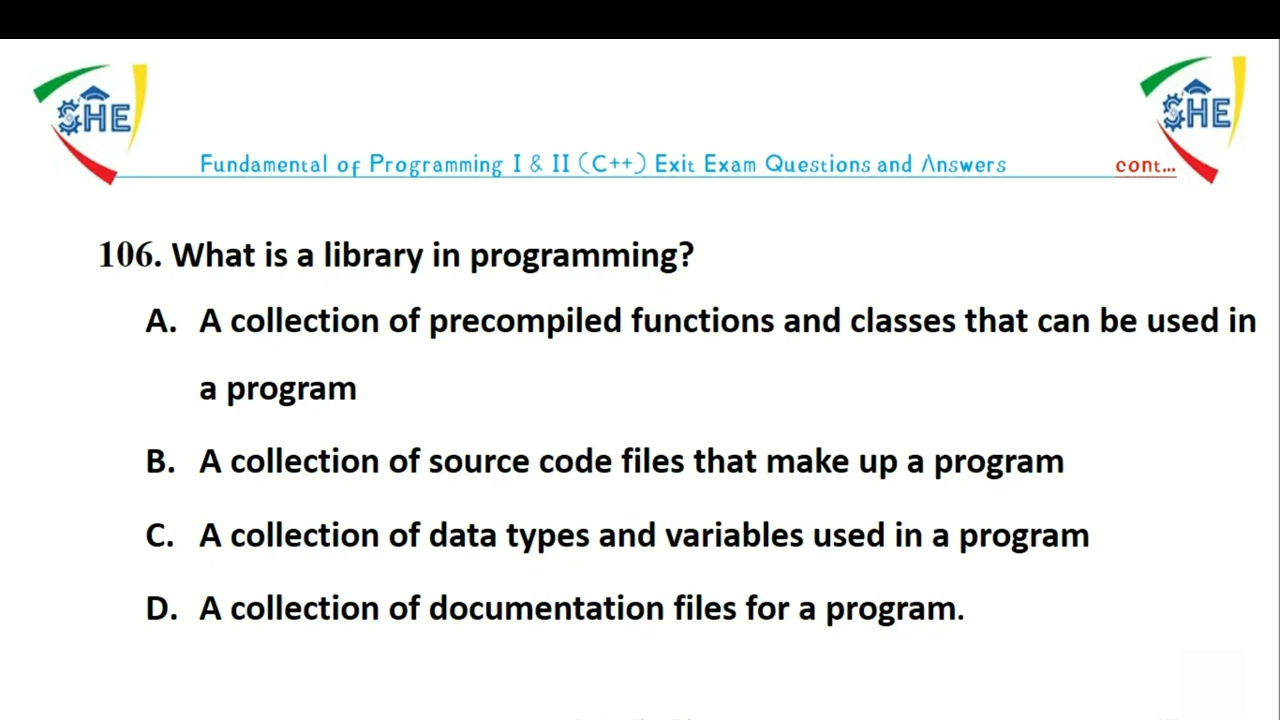 SHE
SHE
Fundamental of Programming I & II (C++) Exit Exam Questions and Answers cont...
106. What is a library in programming?
A. A collection of precompiled functions and classes that can be used in
a program
B. A collection of source code files that make up a program
C. A collection of data types and variables used in a program
D. A collection of documentation files for a program.